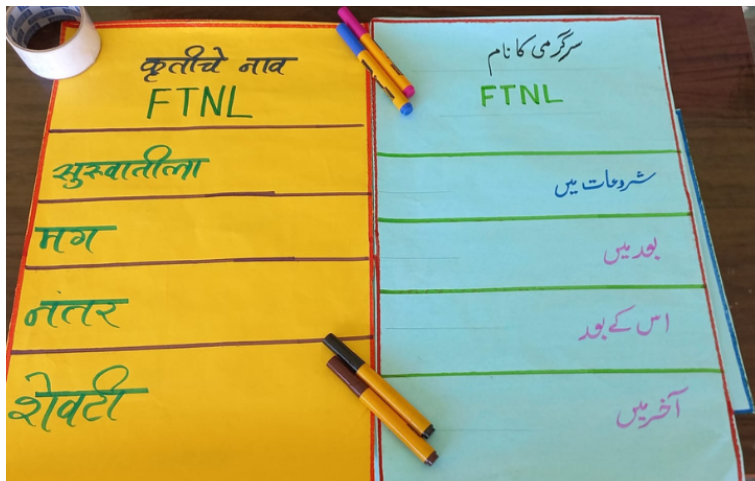 कृतीचे नाव
FTNL
सुरुवातीला
मग
नंतर
शेवटी
سرگرمی کا نام
FTNL
شروعات میں
بعد میں
اس کے بعد
آخر میں